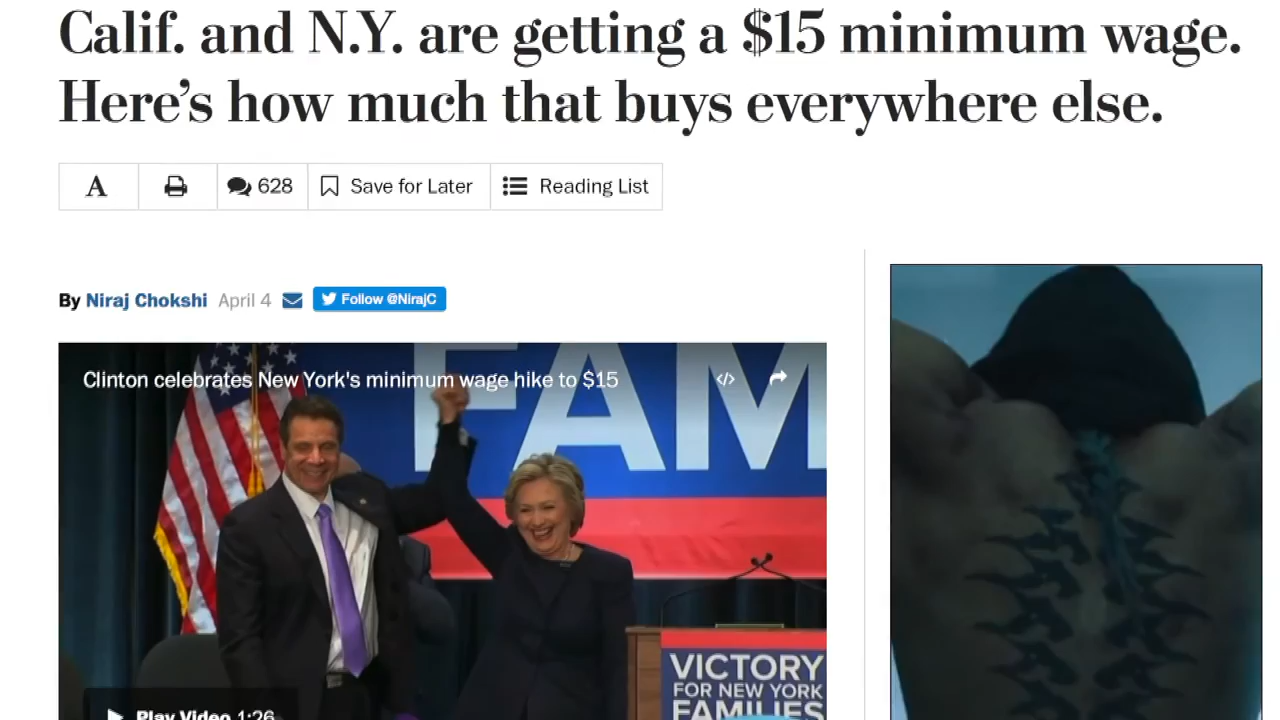 Calif. and N.Y. are getting a $15 minimum wage.
Here’s how much that buys everywhere else.
A 628 Save for Later Reading List
By Niraj Chokshi April 4 Follow @NirajC
Clinton celebrates New York's minimum wage hike to $15 </>
FAM
VICTORY
FOR NEW YORK
FAMILIES
Play Video 1:26